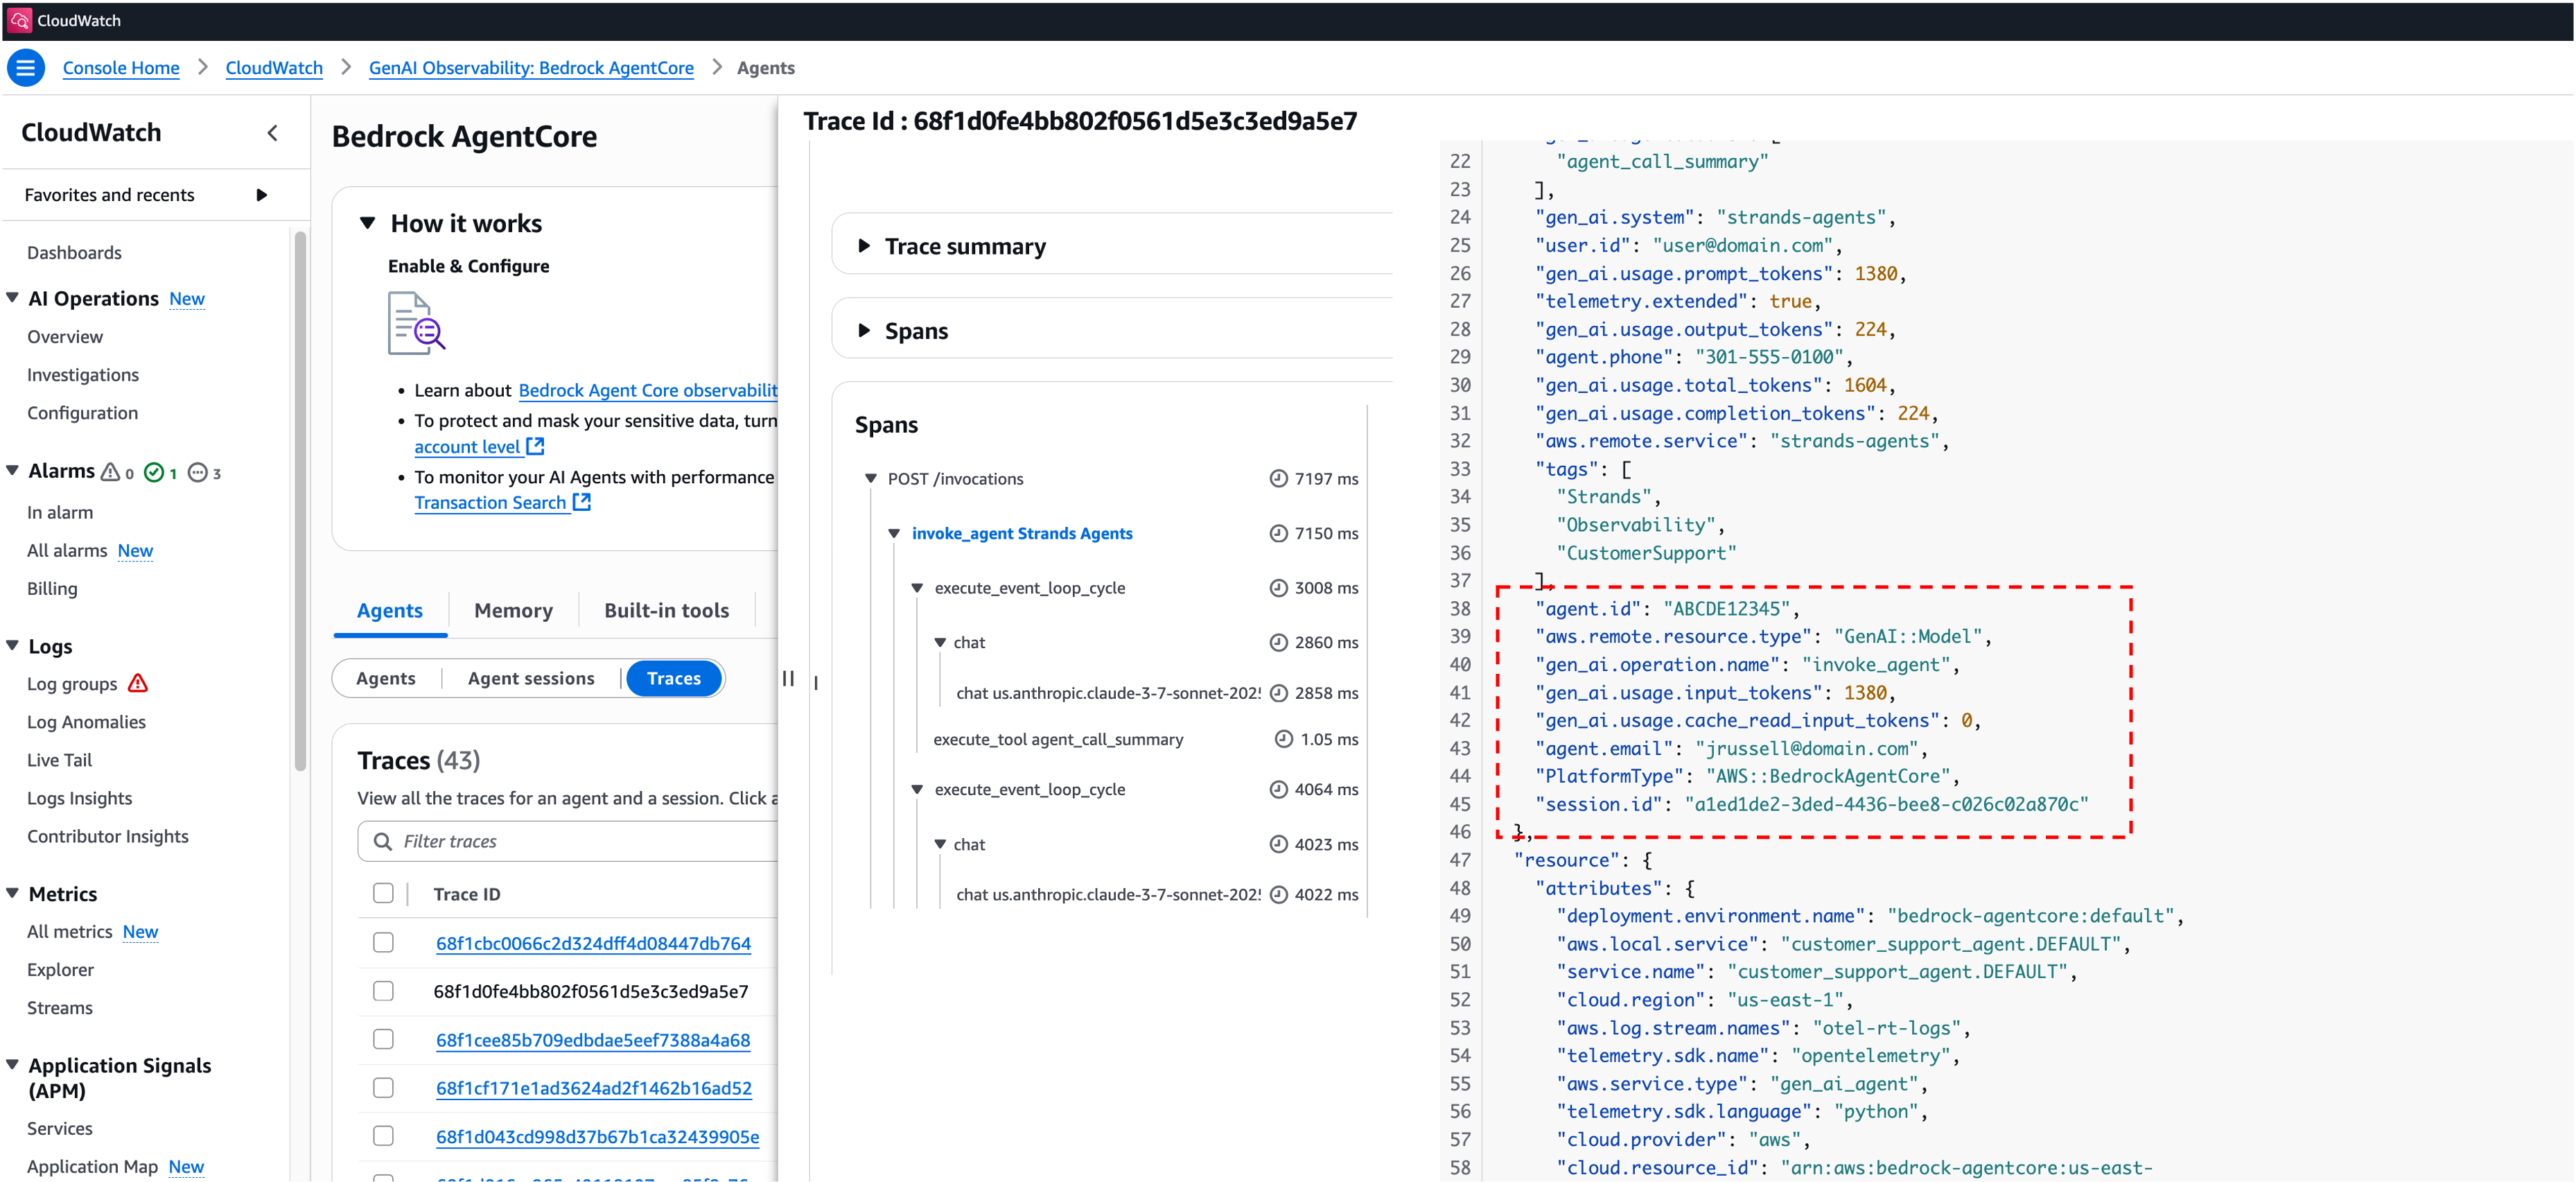 CloudWatch
Console Home > CloudWatch > GenAI Observability: Bedrock AgentCore > Agents
CloudWatch
Favorites and recents
Dashboards
AI Operations New
Overview
Investigations
Configuration
Alarms 0 1 3
In alarm
All alarms New
Billing
Logs
Log groups
Log Anomalies
Live Tail
Logs Insights
Contributor Insights
Metrics
All metrics New
Explorer
Streams
Application Signals
(APM)
Services
Application Map New
Bedrock AgentCore
How it works
Enable & Configure
• Learn about Bedrock Agent Core observabilit
• To protect and mask your sensitive data, turn
account level
• To monitor your AI Agents with performance
Transaction Search
Agents Memory Built-in tools
Agents Agent sessions Traces
Traces (43)
View all the traces for an agent and a session. Click a
Filter traces
Trace ID
68f1cbc0066c2d324dff4d08447db764
68f1d0fe4bb802f0561d5e3c3ed9a5e7
68f1cee85b709edbdae5eef7388a4a68
68f1cf171e1ad3624ad2f1462b16ad52
68f1d043cd998d37b67b1ca32439905e
Trace Id : 68f1d0fe4bb802f0561d5e3c3ed9a5e7
Trace summary
Spans
Spans
POST /invocations 7197 ms
invoke_agent Strands Agents 7150 ms
execute_event_loop_cycle 3008 ms
chat 2860 ms
chat us.anthropic.claude-3-7-sonnet-202! 2858 ms
execute_tool agent_call_summary 1.05 ms
execute_event_loop_cycle 4064 ms
chat 4023 ms
chat us.anthropic.claude-3-7-sonnet-202! 4022 ms
22 "agent_call_summary"
23 ],
24 "gen_ai.system": "strands-agents",
25 "user.id": "user@domain.com",
26 "gen_ai.usage.prompt_tokens": 1380,
27 "telemetry.extended": true,
28 "gen_ai.usage.output_tokens": 224,
29 "agent.phone": "301-555-0100",
30 "gen_ai.usage.total_tokens": 1604,
31 "gen_ai.usage.completion_tokens": 224,
32 "aws.remote.service": "strands-agents",
33 "tags": [
34 "Strands",
35 "Observability",
36 "CustomerSupport"
37 ],
38 "agent.id": "ABCDE12345",
39 "aws.remote.resource.type": "GenAI::Model",
40 "gen_ai.operation.name": "invoke_agent",
41 "gen_ai.usage.input_tokens": 1380,
42 "gen_ai.usage.cache_read_input_tokens": 0,
43 "agent.email": "jrussell@domain.com",
44 "PlatformType": "AWS::BedrockAgentCore",
45 "session.id": "a1ed1de2-3ded-4436-bee8-c026c02a870c"
46 },
47 "resource": {
48 "attributes": {
49 "deployment.environment.name": "bedrock-agentcore:default",
50 "aws.local.service": "customer_support_agent.DEFAULT",
51 "service.name": "customer_support_agent.DEFAULT",
52 "cloud.region": "us-east-1",
53 "aws.log.stream.names": "otel-rt-logs",
54 "telemetry.sdk.name": "opentelemetry",
55 "aws.service.type": "gen_ai_agent",
56 "telemetry.sdk.language": "python",
57 "cloud.provider": "aws",
58 "cloud.resource_id": "arn:aws:bedrock-agentcore:us-east-